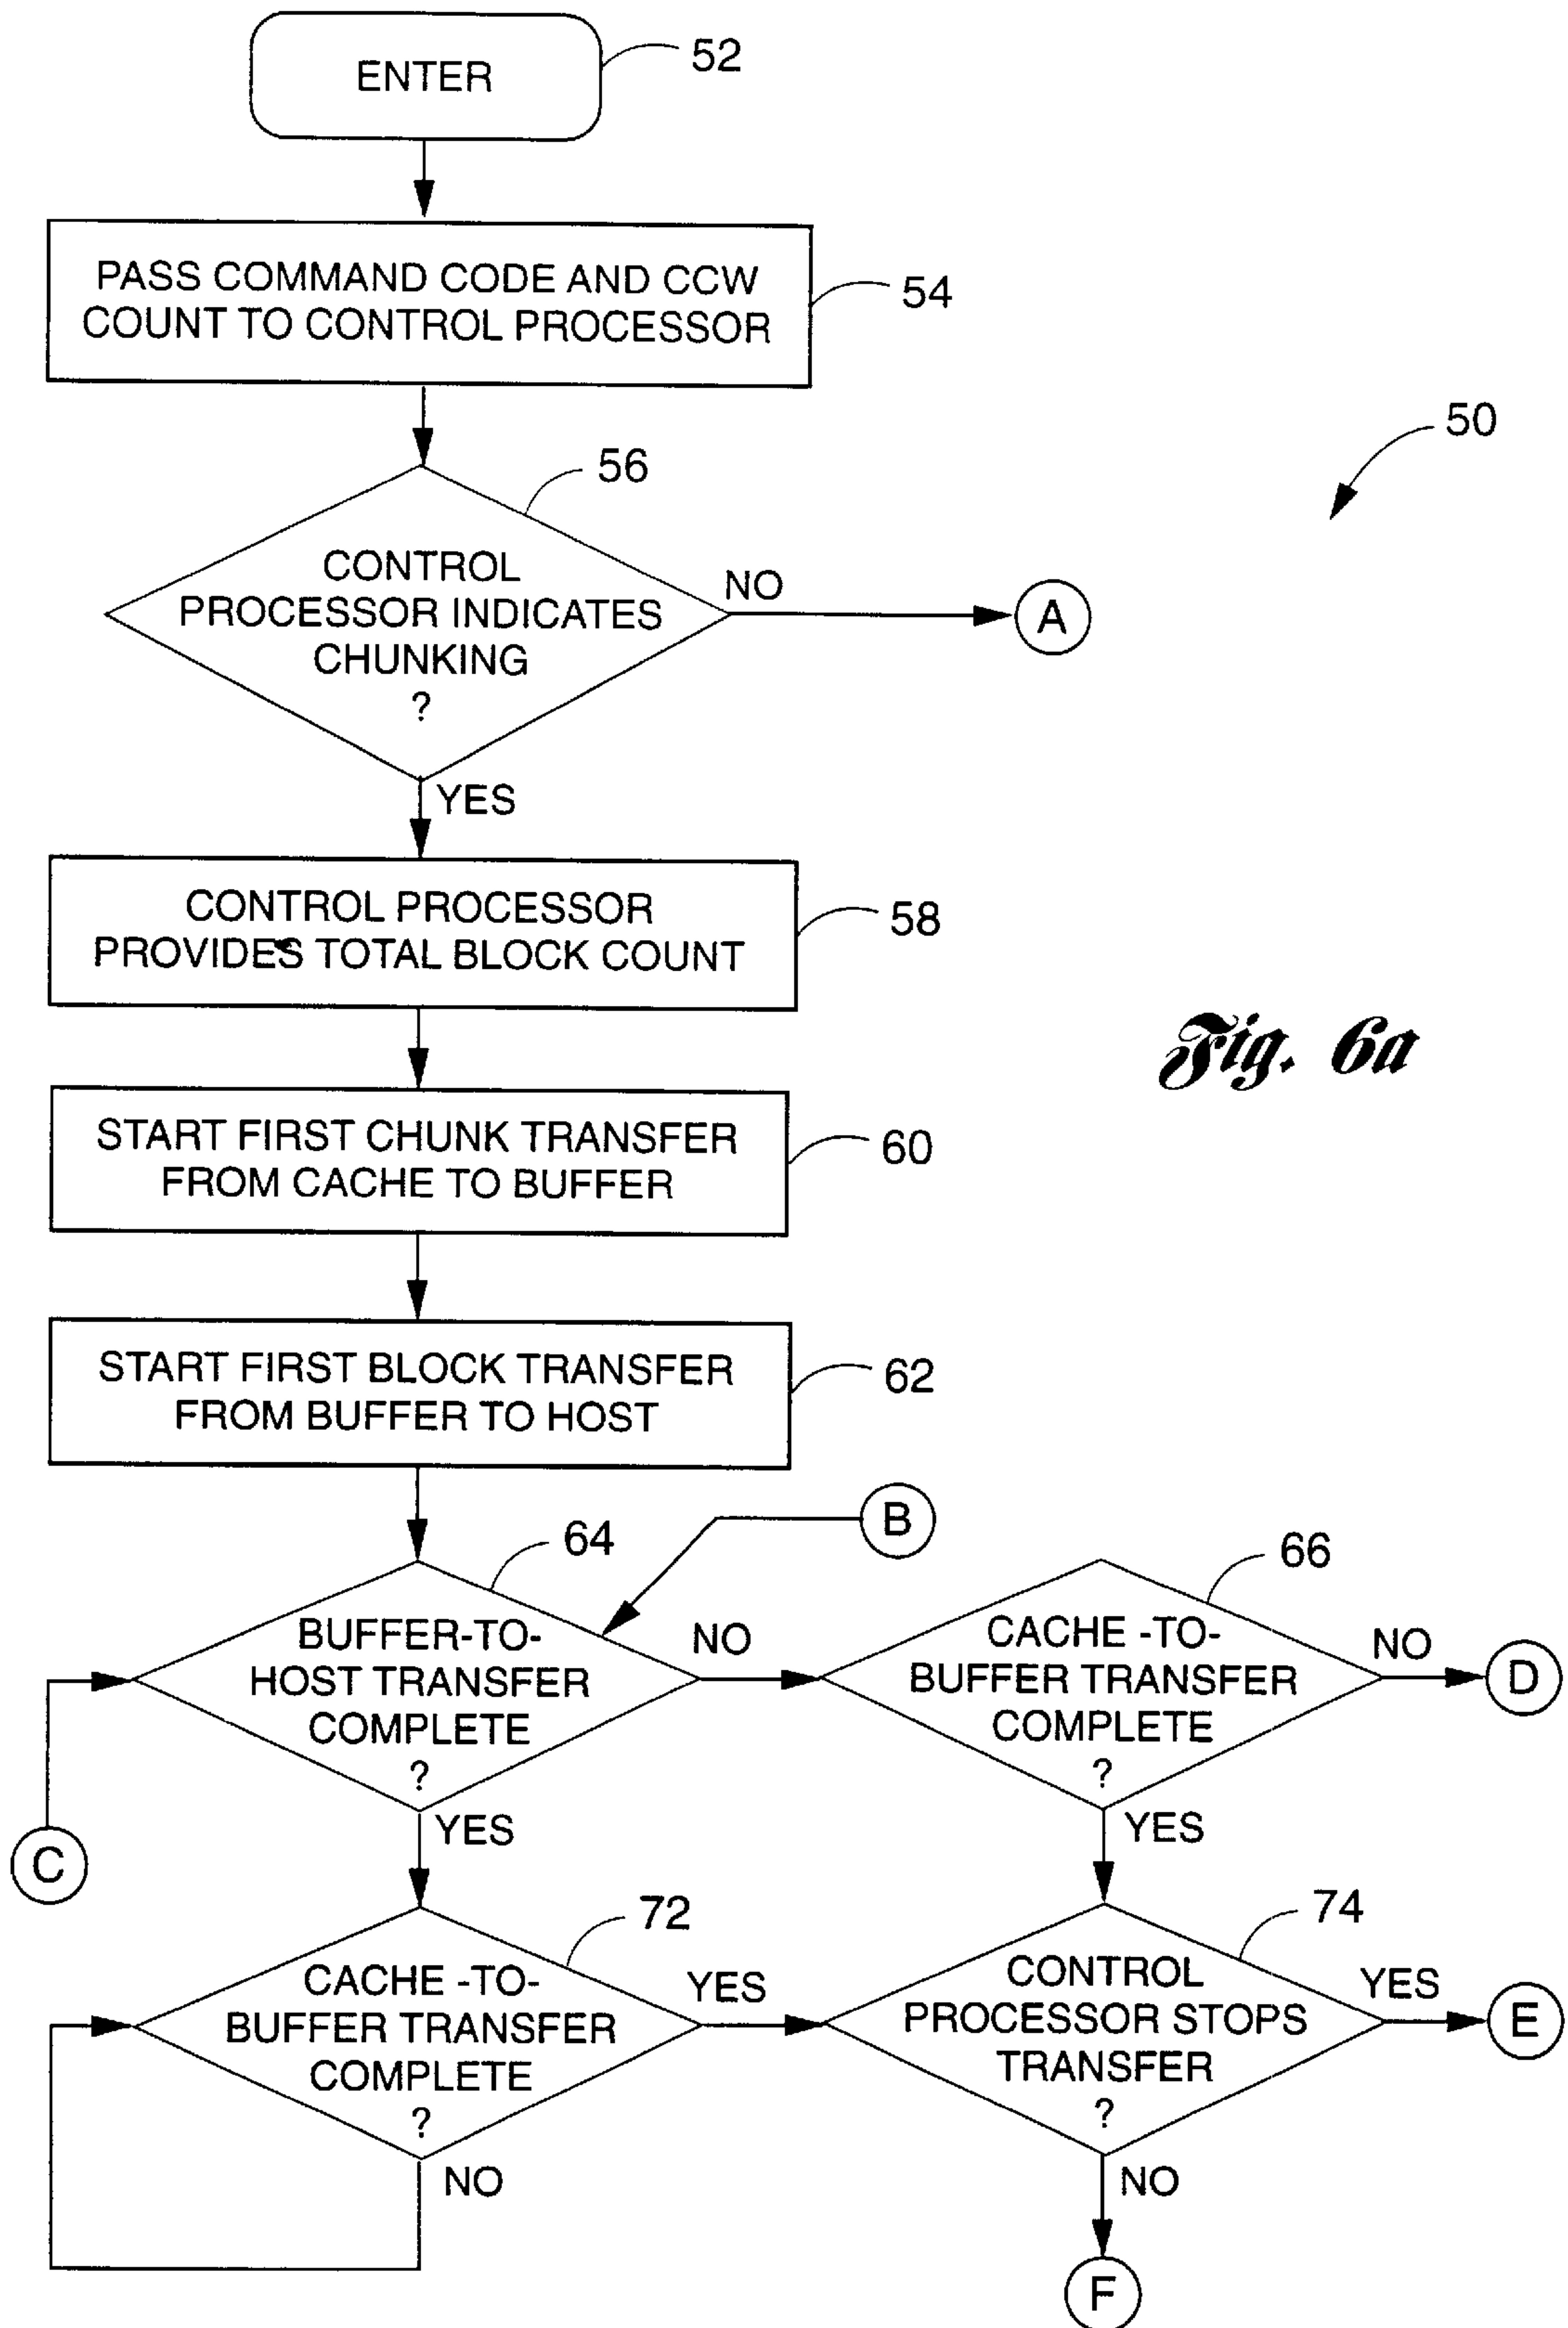 ENTER
52
PASS COMMAND CODE AND CCW
COUNT TO CONTROL PROCESSOR
54
50
56
CONTROL
PROCESSOR INDICATES
CHUNKING
?
NO
A
YES
CONTROL PROCESSOR
PROVIDES TOTAL BLOCK COUNT
58
Fig. 6a
START FIRST CHUNK TRANSFER
FROM CACHE TO BUFFER
60
START FIRST BLOCK TRANSFER
FROM BUFFER TO HOST
62
B
64
66
BUFFER-TO-
HOST TRANSFER
COMPLETE
?
NO
CACHE -TO-
BUFFER TRANSFER
COMPLETE
?
NO
D
C
YES
YES
72
74
CACHE -TO-
BUFFER TRANSFER
COMPLETE
?
YES
CONTROL
PROCESSOR STOPS
TRANSFER
?
YES
E
NO
NO
F